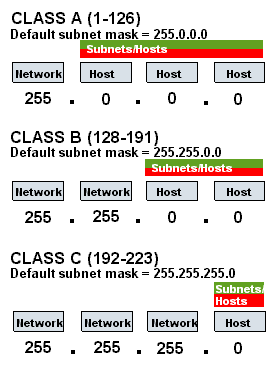 CLASS A (1-126)
Default subnet mask = 255.0.0.0
Subnets/Hosts
Network Host Host Host
255 . 0 . 0 . 0
CLASS B (128-191)
Default subnet mask = 255.255.0.0
Subnets/Hosts
Network Network Host Host
255 . 255 . 0 . 0
CLASS C (192-223)
Default subnet mask = 255.255.255.0
Subnets/
Hosts
Network Network Network Host
255 . 255 . 255 . 0